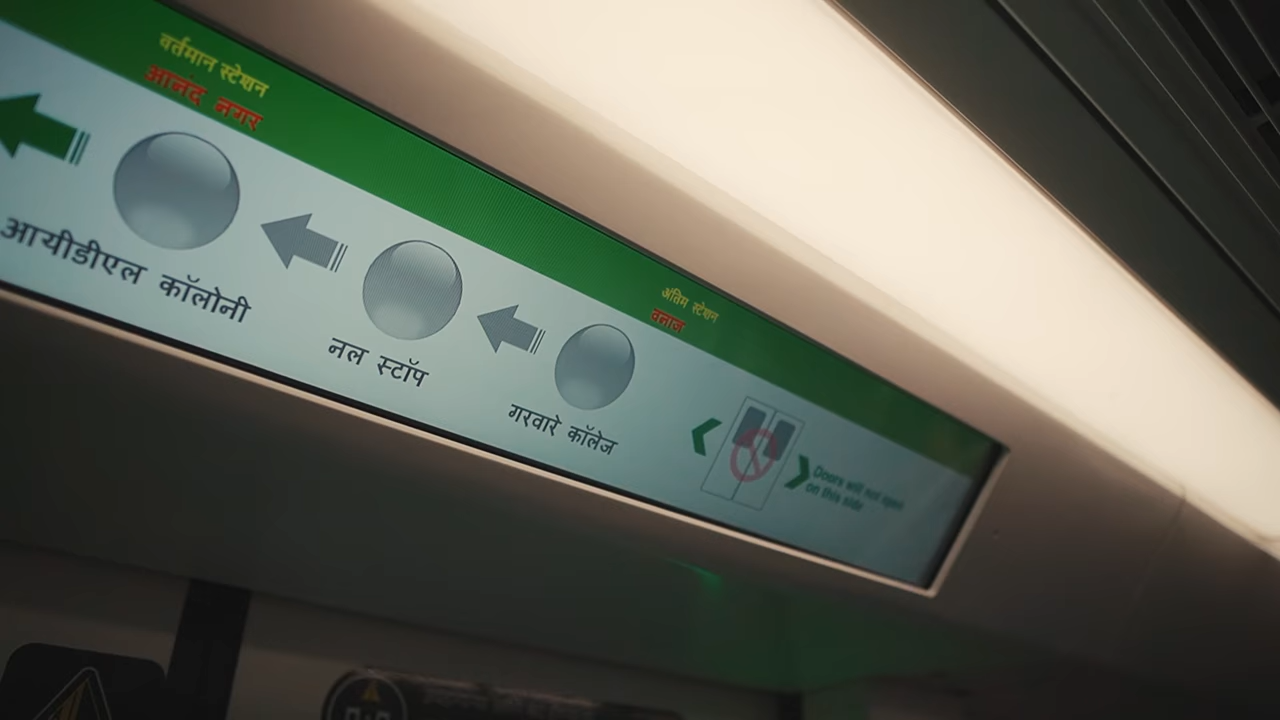 वर्तमान स्टेशन
आनंद नगर
अंतिम स्टेशन
वनाज
आयीडीएल कॉलोनी
नल स्टॉप
गरवारे कॉलेज
Doors will not open
on this side